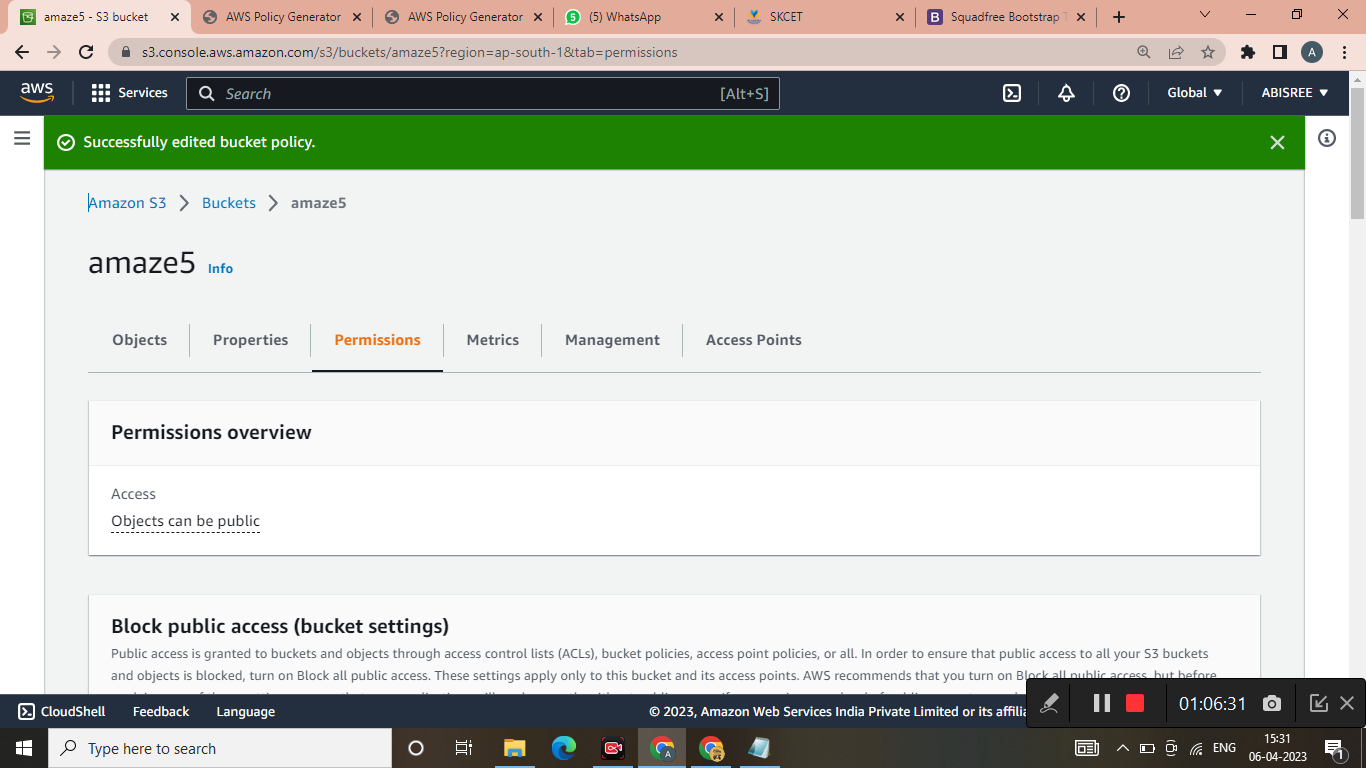 amaze5 - S3 bucket
AWS Policy Generator
AWS Policy Generator
(5) WhatsApp
SKCET
Squadfree Bootstrap T
s3.console.aws.amazon.com/s3/buckets/amaze5?region=ap-south-1&tab=permissions
A
aws
Services
Search
[Alt+S]
Global
ABISREE
Successfully edited bucket policy.
Amazon S3
Buckets
amaze5
amaze5
Info
Objects
Properties
Permissions
Metrics
Management
Access Points
Permissions overview
Access
Objects can be public
Block public access (bucket settings)
Public access is granted to buckets and objects through access control lists (ACLs), bucket policies, access point policies, or all. In order to ensure that public access to all your S3 buckets
and objects is blocked, turn on Block all public access. These settings apply only to this bucket and its access points. AWS recommends that you turn on Block all public access, but before
CloudShell
Feedback
Language
© 2023, Amazon Web Services India Private Limited or its affilia
01:06:31
Type here to search
ENG
15:31
06-04-2023
1